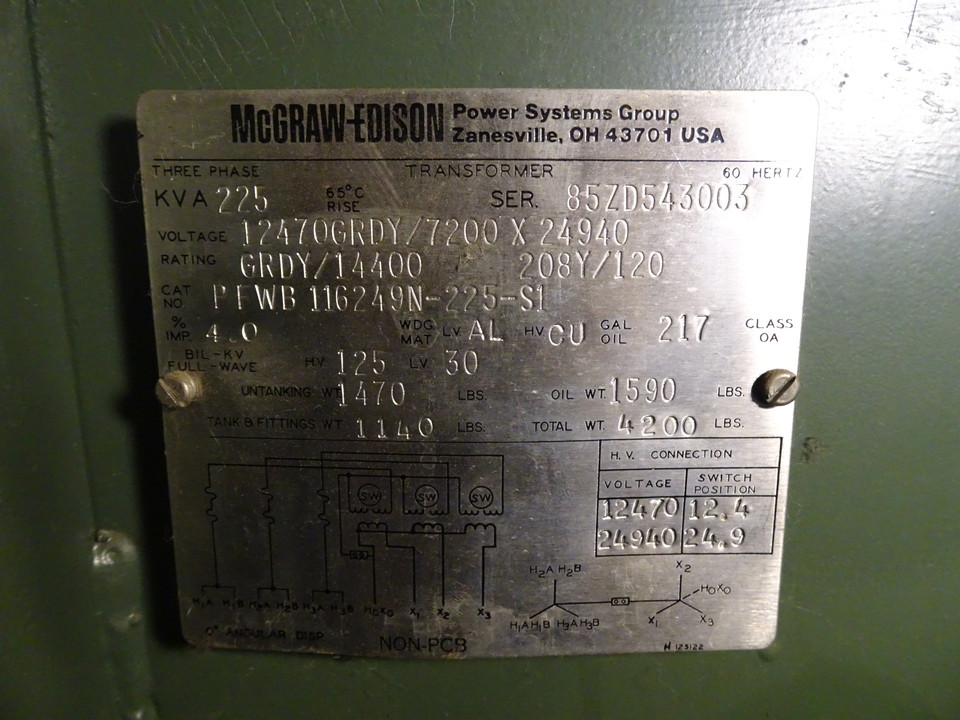 McGRAW-EDISON Power Systems Group
Zanesville, OH 43701 USA
THREE PHASE TRANSFORMER 60 HERTZ
KVA 225 65°C RISE SER. 85ZD543003
VOLTAGE 12470GRDY/7200 X 24940
RATING GRDY/14400 208Y/120
CAT NO. PFWB 116249N-225-S1
% IMP. 4.0 WDG MAT LV AL HV CU GAL OIL 217 CLASS OA
BIL-KV FULL-WAVE HV 125 LV 30
UNTANKING WT. 1470 LBS. OIL WT. 1590 LBS.
TANK & FITTINGS WT. 1140 LBS. TOTAL WT. 4200 LBS.
H.V. CONNECTION
VOLTAGE SWITCH POSITION
12470 12.4
24940 24.9
SW SW SW
H₁A H₁B H₂A H₂B H₃A H₃B H₀X₀ X₁ X₂ X₃
H₂A H₂B X₂
H₀X₀
H₁A H₁B H₃A H₃B X₁ X₃
0° ANGULAR DISP.
NON-PCB